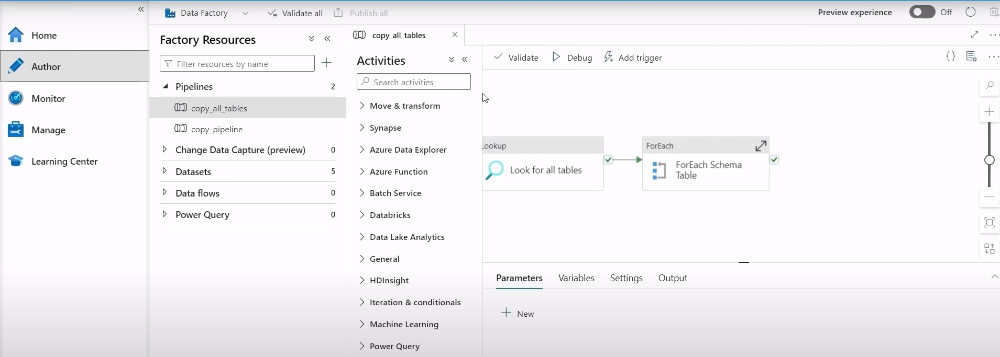 Data Factory
Validate all
Publish all
Preview experience
Off
Home
Author
Monitor
Manage
Learning Center
Factory Resources
Filter resources by name
Pipelines 2
copy_all_tables
copy_pipeline
Change Data Capture (preview) 0
Datasets 5
Data flows 0
Power Query 0
copy_all_tables
Activities
Search activities
Move & transform
Synapse
Azure Data Explorer
Azure Function
Batch Service
Databricks
Data Lake Analytics
General
HDInsight
Iteration & conditionals
Machine Learning
Power Query
Validate
Debug
Add trigger
Lookup
Look for all tables
ForEach
ForEach Schema
Table
Parameters
Variables
Settings
Output
New